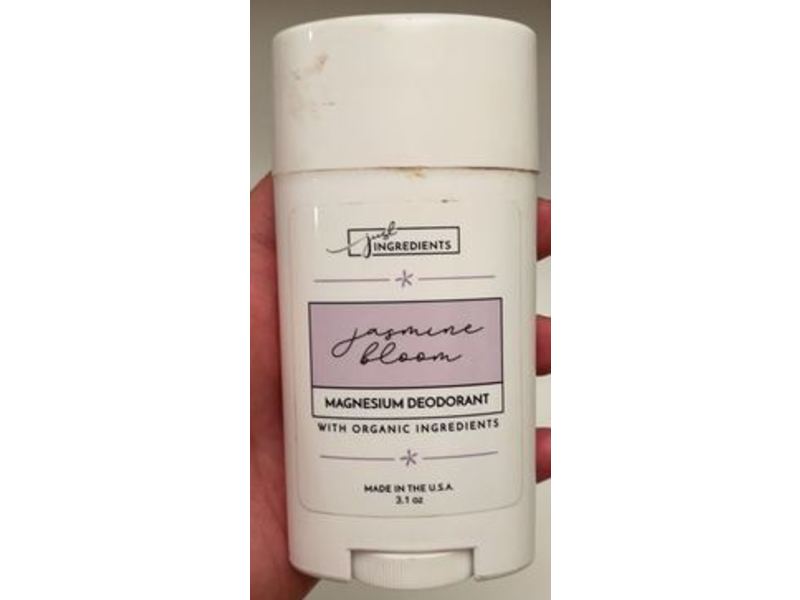 just
INGREDIENTS
jasmine
bloom
MAGNESIUM DEODORANT
WITH ORGANIC INGREDIENTS
MADE IN THE U.S.A.
3.1 oz